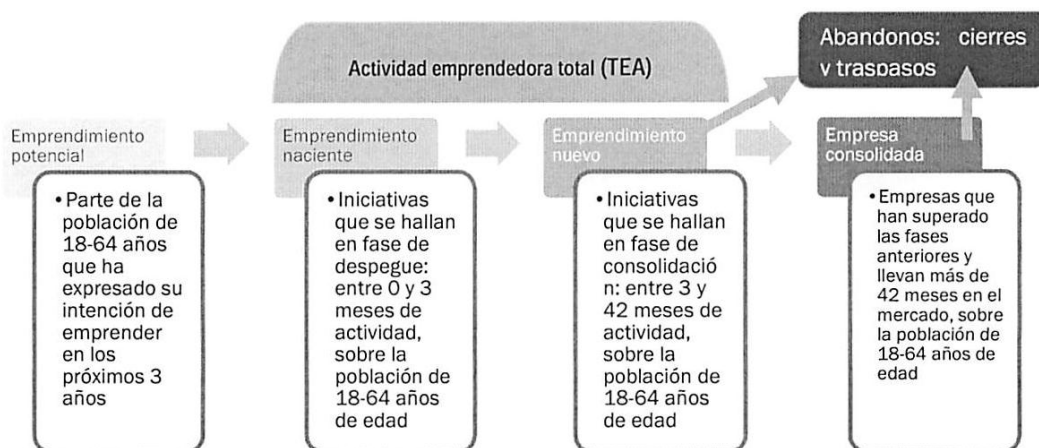 Actividad emprendedora total (TEA)
Abandonos: cierres
y traspasos
Emprendimiento
potencial
Emprendimiento
naciente
Emprendimiento
nuevo
Empresa
consolidada
• Parte de la
población de
18-64 años
que ha
expresado su
intención de
emprender
en los
próximos 3
años
• Iniciativas
que se hallan
en fase de
despegue:
entre 0 y 3
meses de
actividad,
sobre la
población de
18-64 años
de edad
• Iniciativas
que se hallan
en fase de
consolidació
n: entre 3 y
42 meses de
actividad,
sobre la
población de
18-64 años
de edad
• Empresas que
han superado
las fases
anteriores y
llevan más de
42 meses en el
mercado, sobre
la población de
18-64 años de
edad